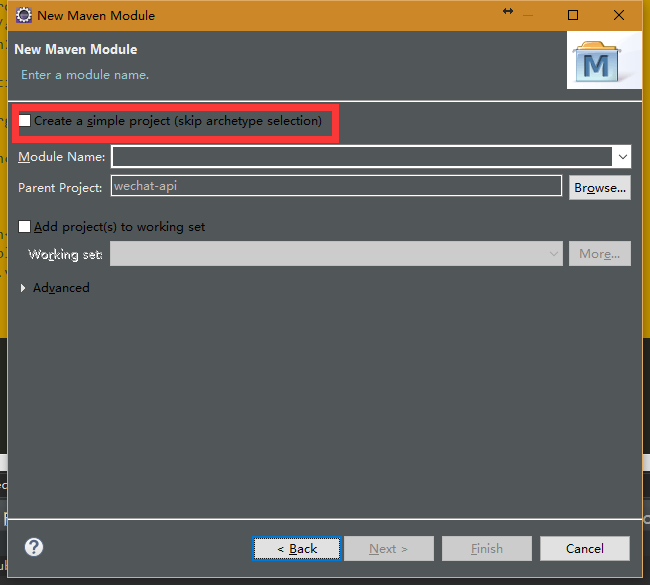 New Maven Module
New Maven Module
Enter a module name.
M
Create a simple project (skip archetype selection)
Module Name:
Parent Project: wechat-api Browse...
Add project(s) to working set
Working set: More...
Advanced
? < Back Next > Finish Cancel